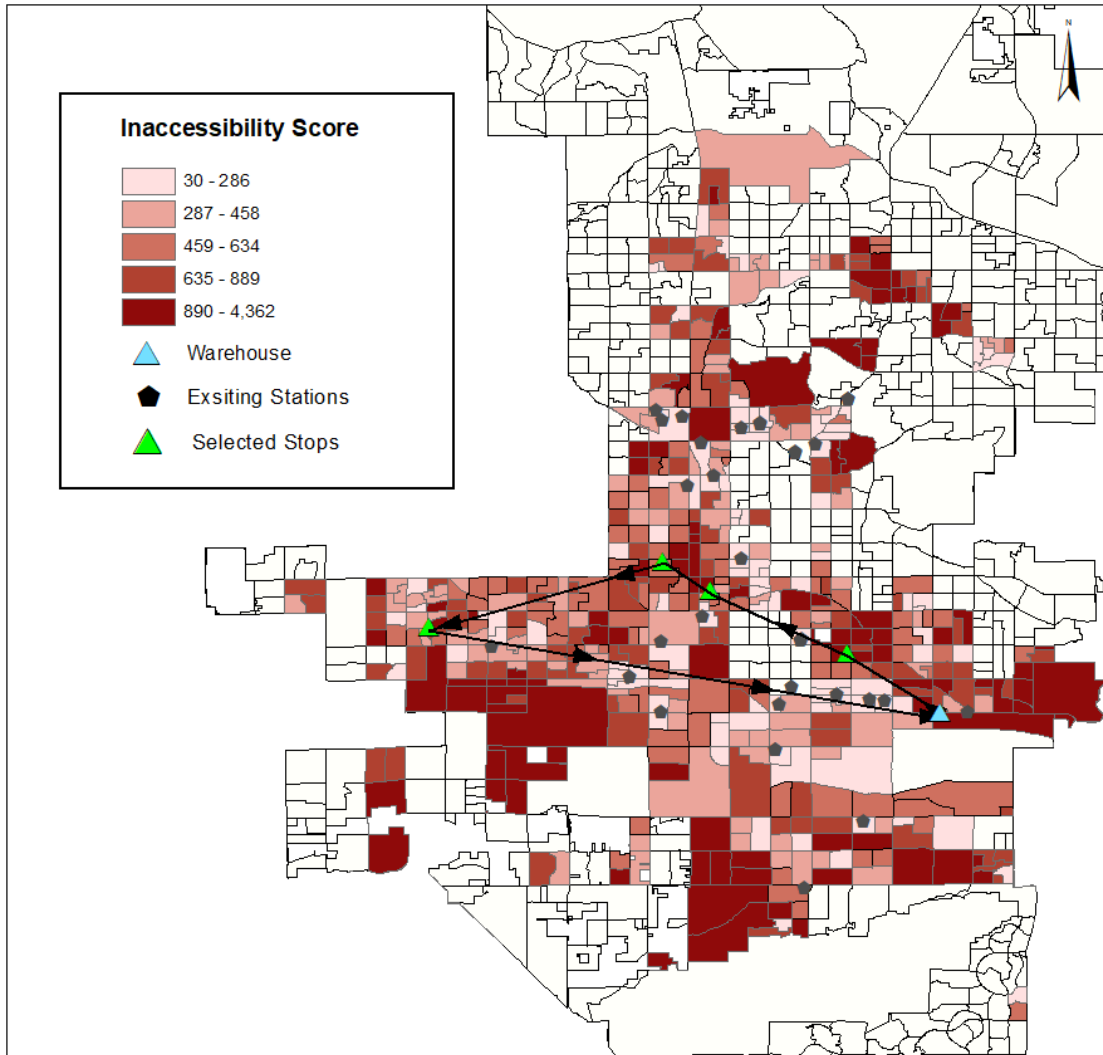 N
Inaccessibility Score
30 - 286
287 - 458
459 - 634
635 - 889
890 - 4,362
Warehouse
Exsiting Stations
Selected Stops